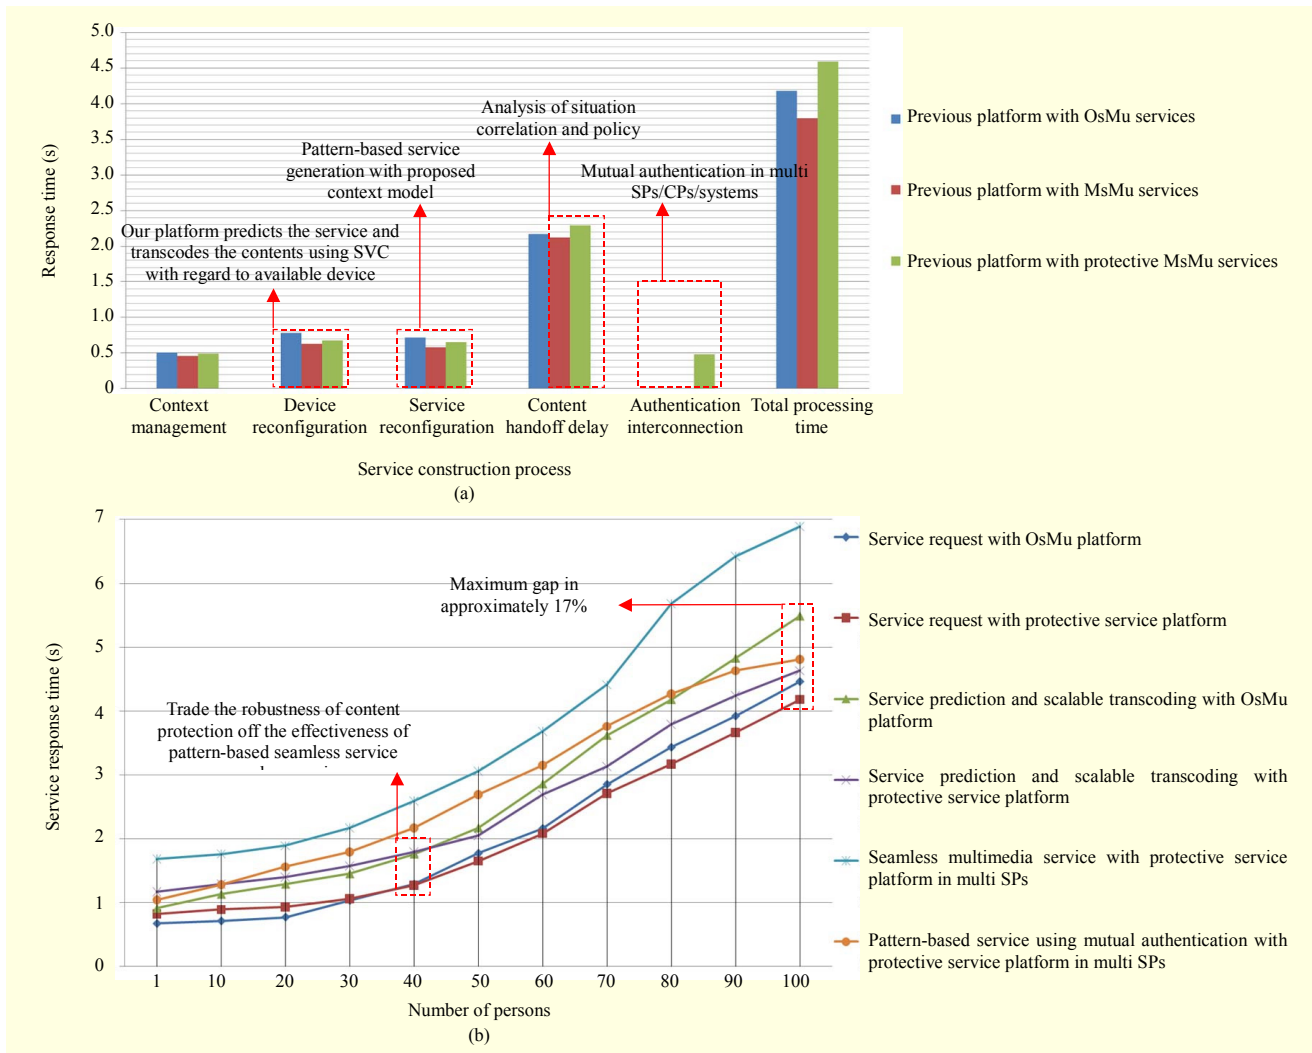 5.0
4.5
4.0
3.5
3.0
2.5
2.0
1.5
1.0
0.5
0
Response time (s)
Analysis of situation
correlation and policy
Pattern-based service
generation with proposed
context model
Mutual authentication in multi
SPs/CPs/systems
Our platform predicts the service and
transcodes the contents using SVC
with regard to available device
Previous platform with OsMu services
Previous platform with MsMu services
Previous platform with protective MsMu services
Context
management
Device
reconfiguration
Service
reconfiguration
Content
handoff delay
Authentication
interconnection
Total processing
time
Service construction process
(a)
7
6
5
4
3
2
1
0
Service response time (s)
Maximum gap in
approximately 17%
Trade the robustness of content
protection off the effectiveness of
pattern-based seamless service
1 10 20 30 40 50 60 70 80 90 100
Number of persons
(b)
Service request with OsMu platform
Service request with protective service platform
Service prediction and scalable transcoding with OsMu
platform
Service prediction and scalable transcoding with
protective service platform
Seamless multimedia service with protective service
platform in multi SPs
Pattern-based service using mutual authentication with
protective service platform in multi SPs